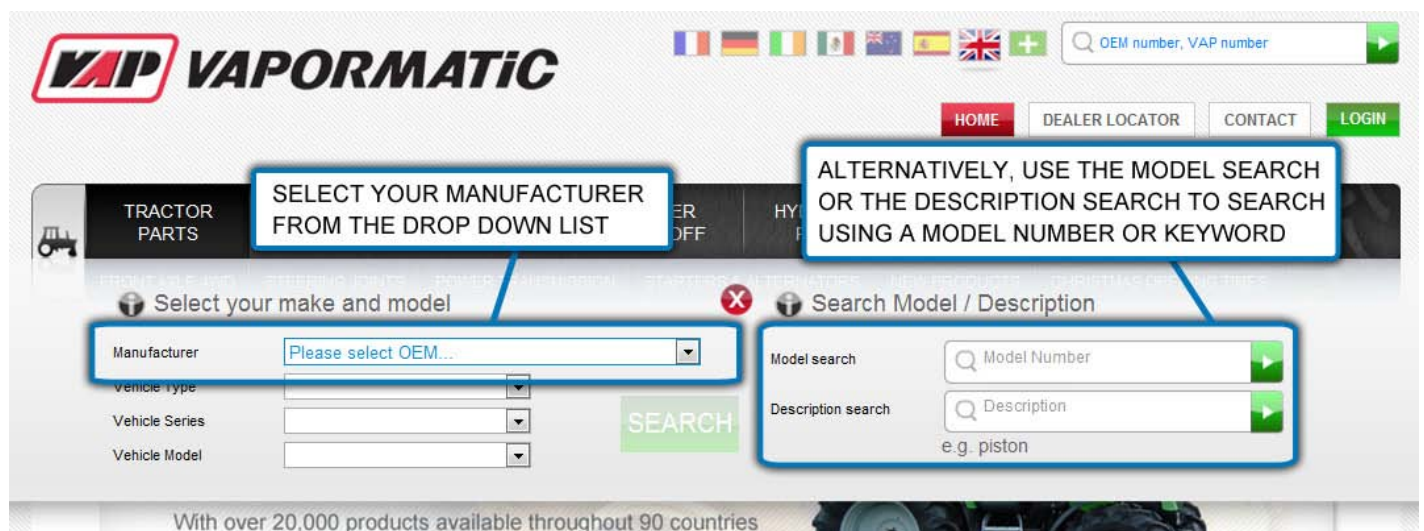 VAP VAPORMATiC
OEM number, VAP number
HOME
DEALER LOCATOR
CONTACT
LOGIN
TRACTOR
PARTS
SELECT YOUR MANUFACTURER
FROM THE DROP DOWN LIST
ALTERNATIVELY, USE THE MODEL SEARCH
OR THE DESCRIPTION SEARCH TO SEARCH
USING A MODEL NUMBER OR KEYWORD
Select your make and model
Manufacturer
Please select OEM...
Vehicle Type
Vehicle Series
Vehicle Model
SEARCH
Search Model / Description
Model search
Model Number
Description search
Description
e.g. piston
With over 20,000 products available throughout 90 countries